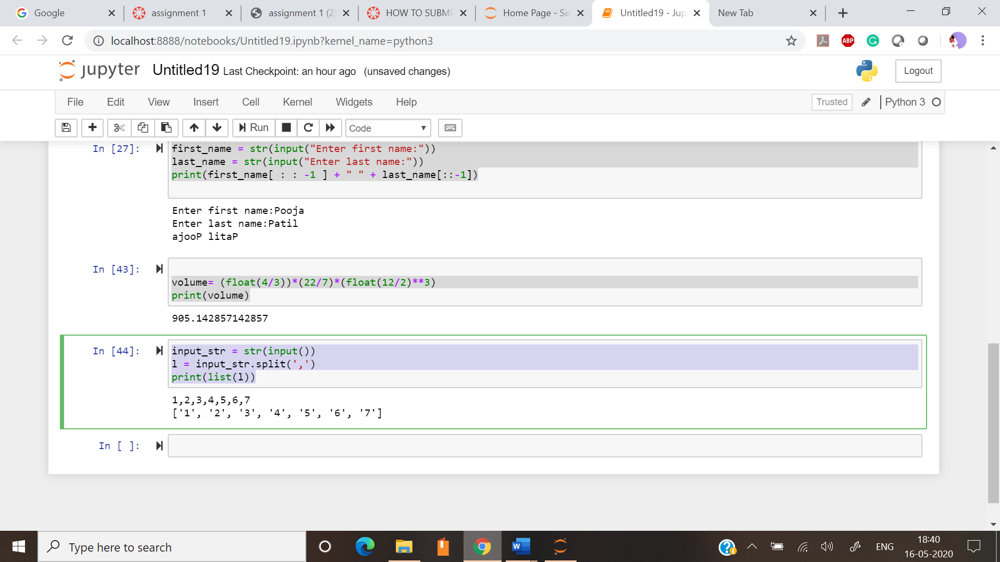 Google
assignment 1
assignment 1 (2)
HOW TO SUBMI
Home Page - Se
Untitled19 - Jup
New Tab
localhost:8888/notebooks/Untitled19.ipynb?kernel_name=python3
ABP
jupyter Untitled19 Last Checkpoint: an hour ago (unsaved changes)
Logout
File Edit View Insert Cell Kernel Widgets Help
Trusted
Python 3
Run
Code
In [27]:
first_name = str(input("Enter first name:"))
last_name = str(input("Enter last name:"))
print(first_name[ : : -1 ] + " " + last_name[::-1])
Enter first name:Pooja
Enter last name:Patil
ajooP litaP
In [43]:
volume= (float(4/3))*(22/7)*(float(12/2)**3)
print(volume)
905.142857142857
In [44]:
input_str = str(input())
l = input_str.split(',')
print(list(l))
1,2,3,4,5,6,7
['1', '2', '3', '4', '5', '6', '7']
In [ ]:
Type here to search
W
ENG
18:40
16-05-2020